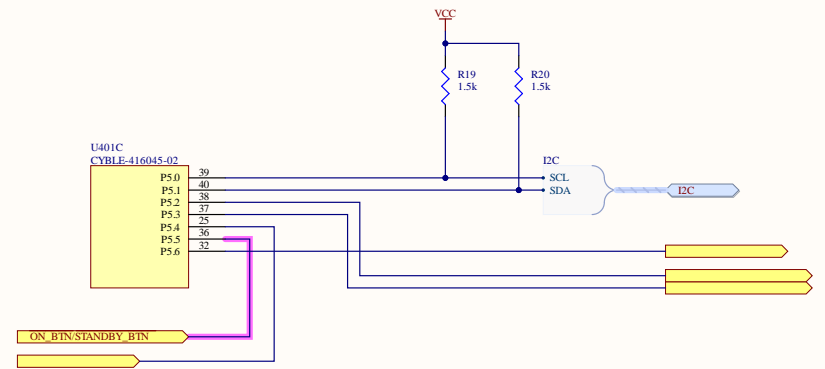 VCC
R19
1.5k
R20
1.5k
U401C
CYBLE-416045-02
I2C
P5.0 39
P5.1 40
P5.2 38
P5.3 37
P5.4 25
P5.5 36
P5.6 32
SCL
SDA
I2C
ON_BTN/STANDBY_BTN